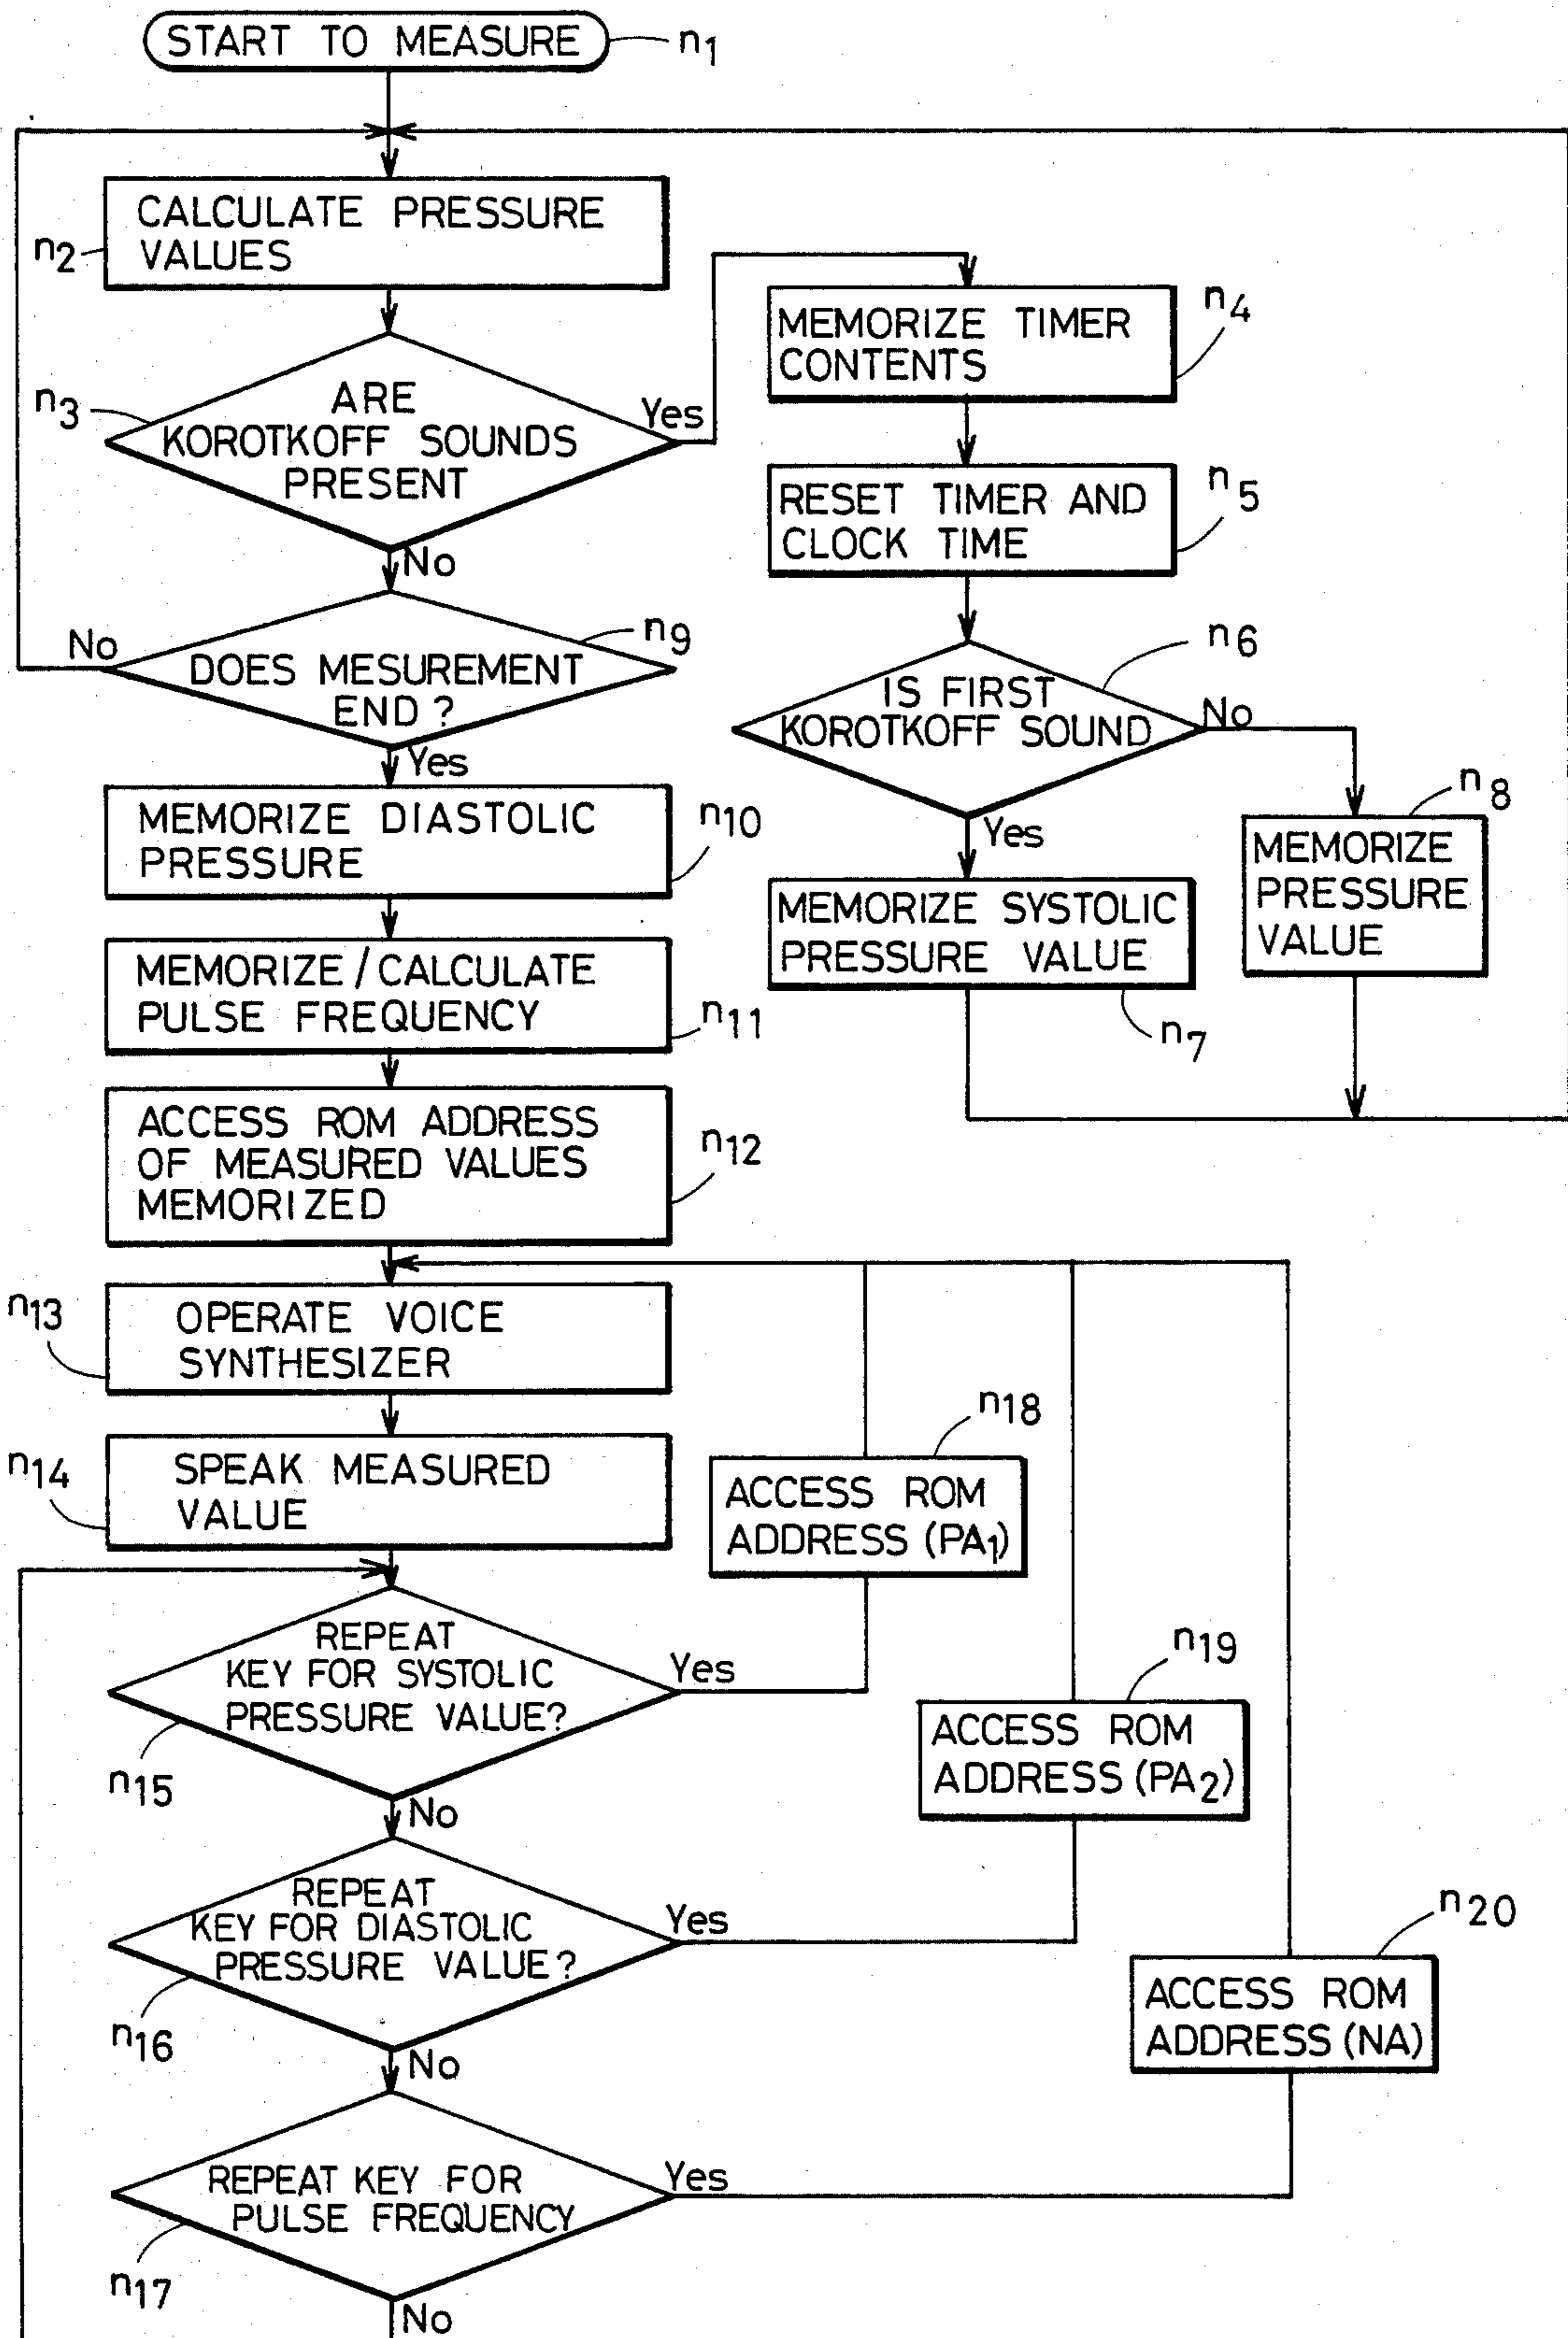 START TO MEASURE
n1
CALCULATE PRESSURE
VALUES
n2
ARE
KOROTKOFF SOUNDS
PRESENT
n3
Yes
No
MEMORIZE TIMER
CONTENTS
n4
RESET TIMER AND
CLOCK TIME
n5
IS FIRST
KOROTKOFF SOUND
n6
No
Yes
MEMORIZE SYSTOLIC
PRESSURE VALUE
n7
MEMORIZE
PRESSURE
VALUE
n8
DOES MESUREMENT
END ?
n9
No
Yes
MEMORIZE DIASTOLIC
PRESSURE
n10
MEMORIZE / CALCULATE
PULSE FREQUENCY
n11
ACCESS ROM ADDRESS
OF MEASURED VALUES
MEMORIZED
n12
OPERATE VOICE
SYNTHESIZER
n13
SPEAK MEASURED
VALUE
n14
REPEAT
KEY FOR SYSTOLIC
PRESSURE VALUE?
n15
Yes
No
ACCESS ROM
ADDRESS (PA1)
n18
REPEAT
KEY FOR DIASTOLIC
PRESSURE VALUE?
n16
Yes
No
ACCESS ROM
ADDRESS (PA2)
n19
REPEAT KEY FOR
PULSE FREQUENCY
n17
Yes
No
ACCESS ROM
ADDRESS (NA)
n20